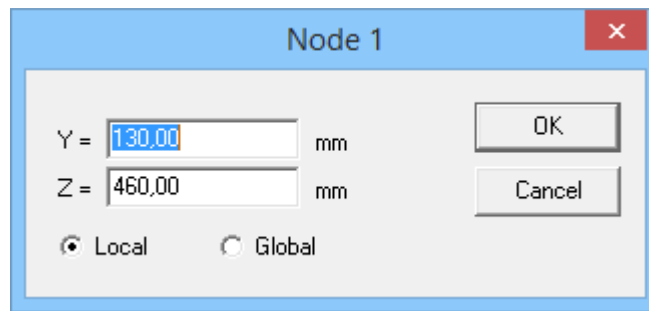 Node 1
Y = 130,00 mm
OK
Z = 460,00 mm
Cancel
Local Global